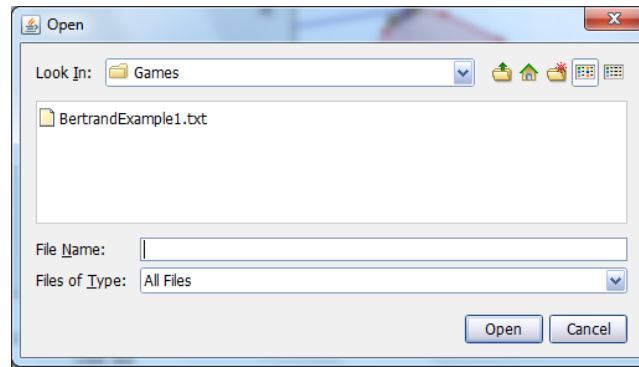 Open
Look In: Games
BertrandExample1.txt
File Name:
Files of Type: All Files
Open Cancel